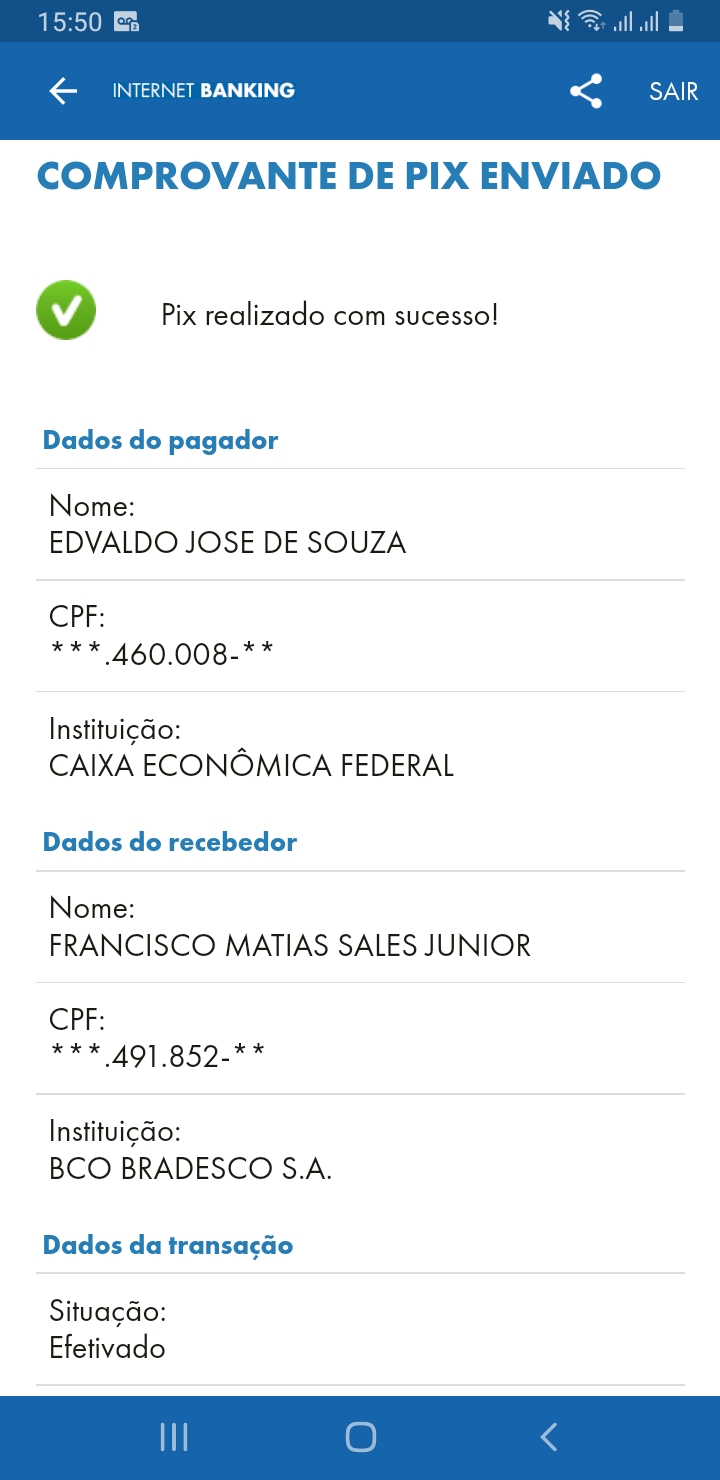 15:50
INTERNET BANKING
SAIR
COMPROVANTE DE PIX ENVIADO
Pix realizado com sucesso!
Dados do pagador
Nome:
EDVALDO JOSE DE SOUZA
CPF:
***.460.008-**
Instituição:
CAIXA ECONÔMICA FEDERAL
Dados do recebedor
Nome:
FRANCISCO MATIAS SALES JUNIOR
CPF:
***.491.852-**
Instituição:
BCO BRADESCO S.A.
Dados da transação
Situação:
Efetivado